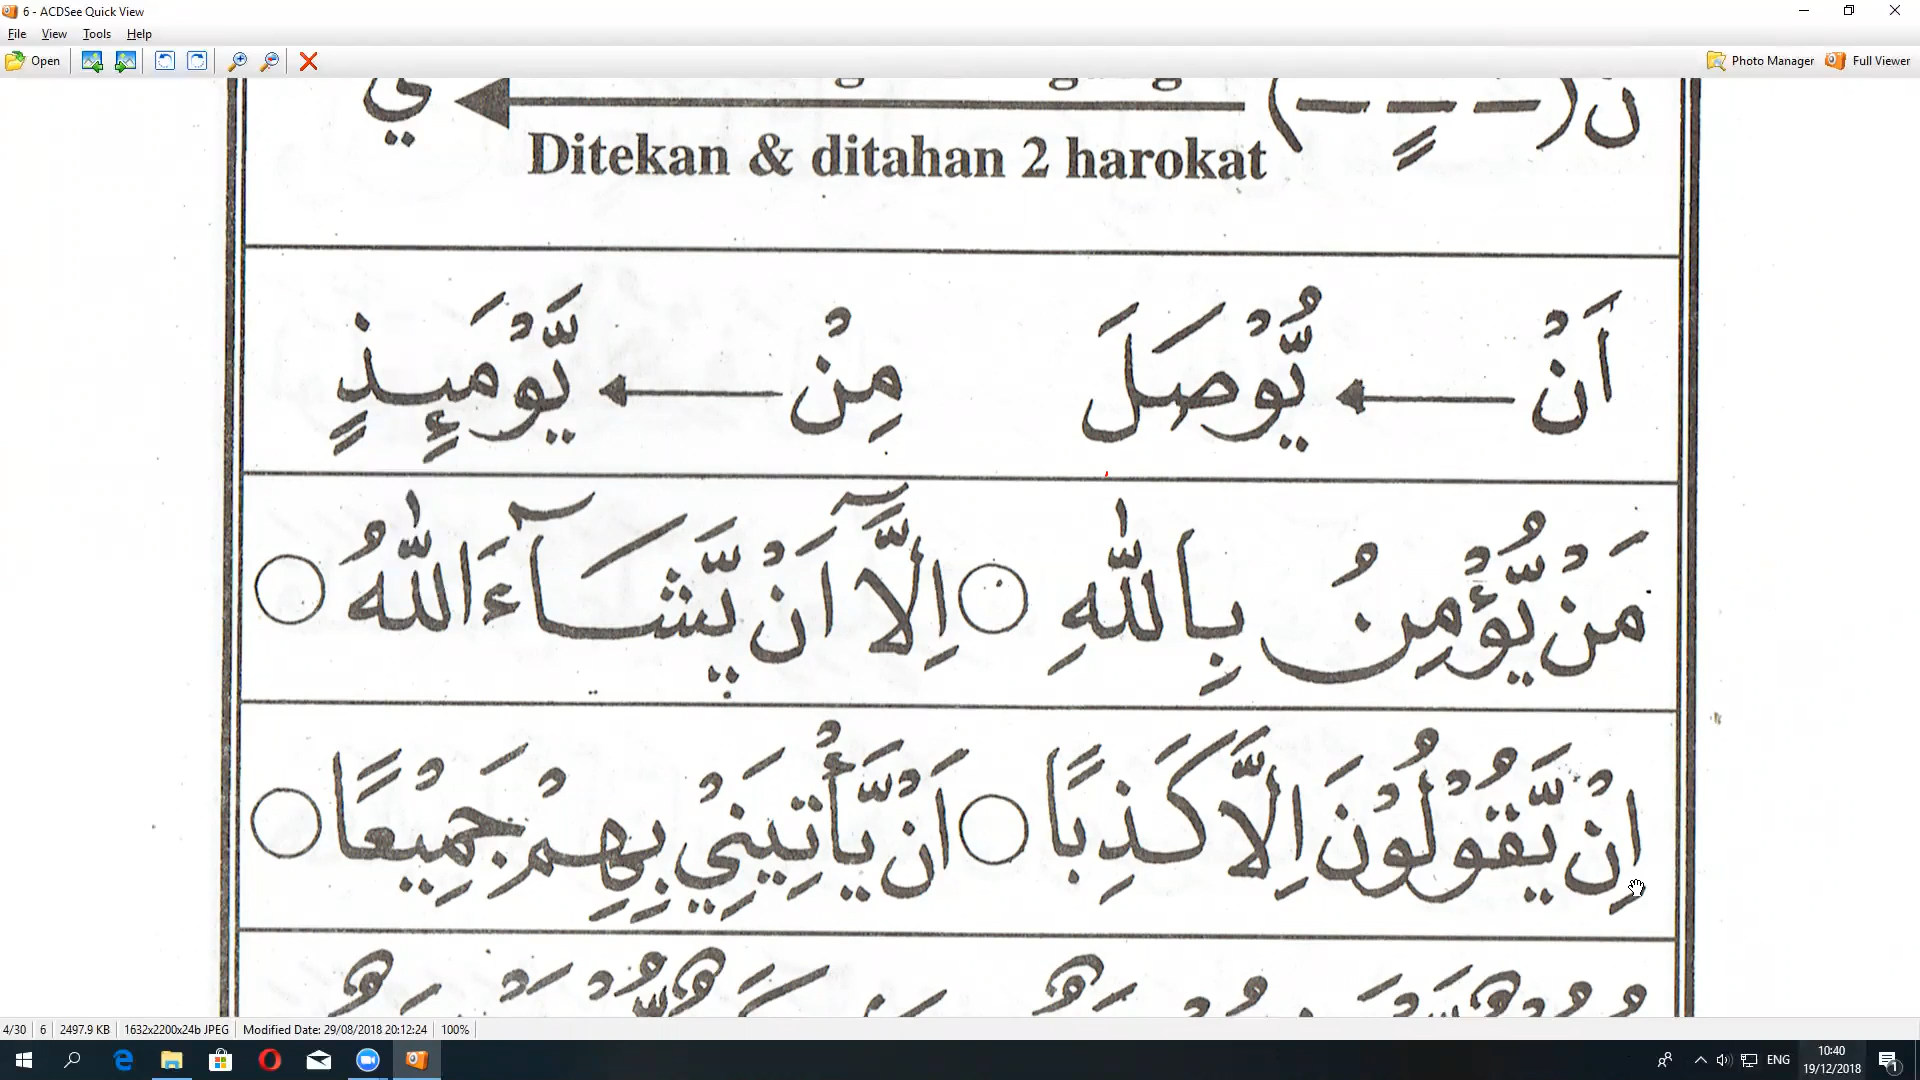 6 - ACDSee Quick View
File View Tools Help
Open
Photo Manager Full Viewer
ي
ن
Ditekan & ditahan 2 harokat
اَنْ يُّوْصَلَ مِنْ يَّوْمَىِٕذٍ
مَنْ يُّؤْمِنُ بِاللّٰهِ ○ اِلَّآ اَنْ يَّشَآءَ اللّٰهُ ○
اِنْ يَّقُوْلُوْنَ اِلَّا كَذِبًا ○ اَنْ يَّأْتِيَنِيْ بِهِمْ جَمِيْعًا ○
4/30 6 2497.9 KB 1632x2200x24b JPEG Modified Date: 29/08/2018 20:12:24 100%
ENG 10:40
19/12/2018
1